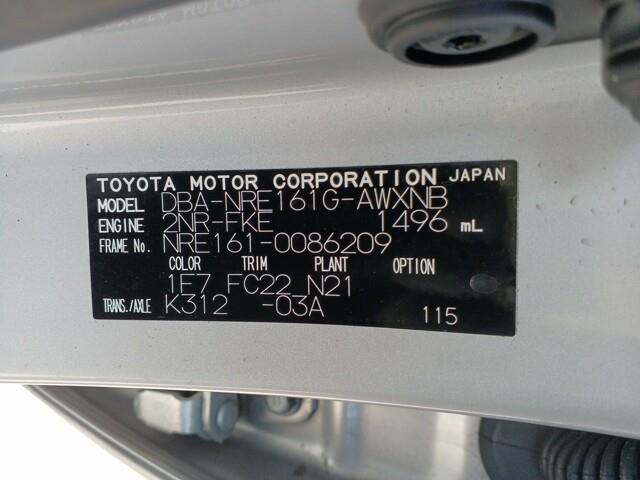 TOYOTA MOTOR CORPORATION JAPAN
MODEL DBA-NRE161G-AWXNB
ENGINE 2NR-FKE 1496 mL
FRAME No. NRE161-0086209
COLOR TRIM PLANT OPTION
1F7 FC22 N21
TRANS./AXLE K312 -03A 115